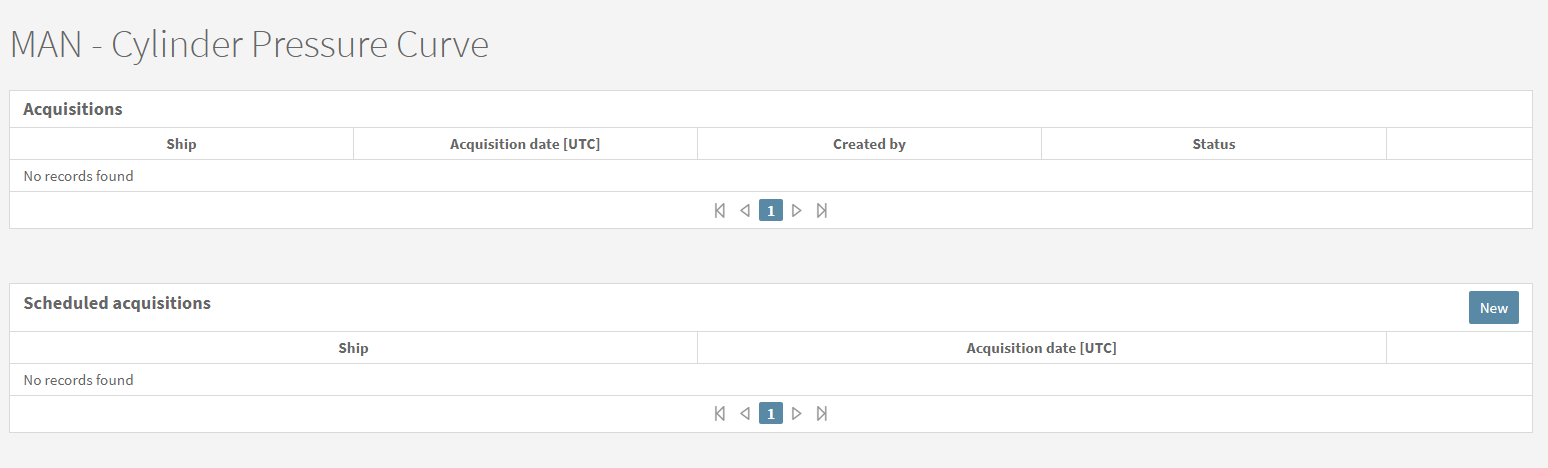 MAN - Cylinder Pressure Curve
Acquisitions
Ship Acquisition date [UTC] Created by Status
No records found
1
Scheduled acquisitions New
Ship Acquisition date [UTC]
No records found
1